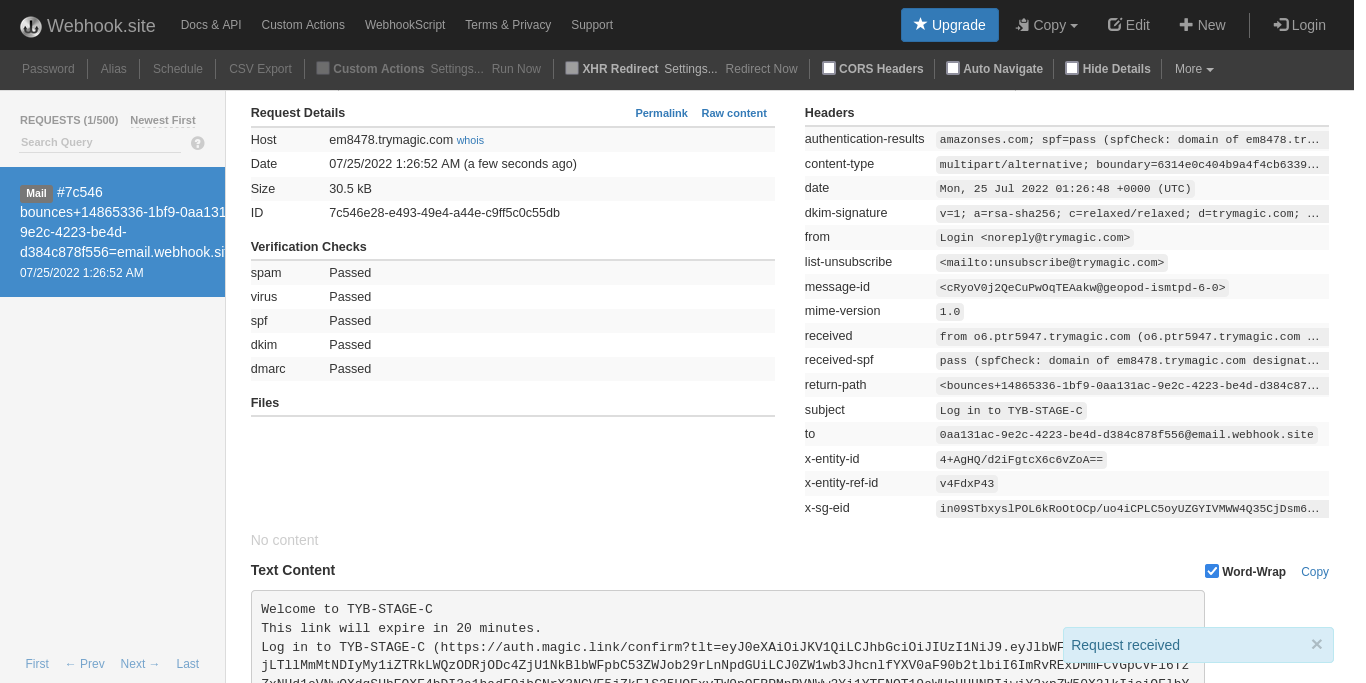 Webhook.site Docs & API Custom Actions WebhookScript Terms & Privacy Support Upgrade Copy Edit New Login
Password Alias Schedule CSV Export Custom Actions Settings... Run Now XHR Redirect Settings... Redirect Now CORS Headers Auto Navigate Hide Details More
REQUESTS (1/500) Newest First
Search Query
Mail #7c546
bounces+14865336-1bf9-0aa131
9e2c-4223-be4d-
d384c878f556=email.webhook.si
07/25/2022 1:26:52 AM
First ← Prev Next → Last
Request Details Permalink Raw content
Host em8478.trymagic.com whois
Date 07/25/2022 1:26:52 AM (a few seconds ago)
Size 30.5 kB
ID 7c546e28-e493-49e4-a44e-c9ff5c0c55db
Verification Checks
spam Passed
virus Passed
spf Passed
dkim Passed
dmarc Passed
Files
Headers
authentication-results amazonses.com; spf=pass (spfCheck: domain of em8478.tr...
content-type multipart/alternative; boundary=6314e0c404b9a4f4cb6339...
date Mon, 25 Jul 2022 01:26:48 +0000 (UTC)
dkim-signature v=1; a=rsa-sha256; c=relaxed/relaxed; d=trymagic.com; ...
from Login <noreply@trymagic.com>
list-unsubscribe <mailto:unsubscribe@trymagic.com>
message-id <cRyoV0j2QeCuPwOqTEAakw@geopod-ismtpd-6-0>
mime-version 1.0
received from o6.ptr5947.trymagic.com (o6.ptr5947.trymagic.com ...
received-spf pass (spfCheck: domain of em8478.trymagic.com designat...
return-path <bounces+14865336-1bf9-0aa131ac-9e2c-4223-be4d-d384c87...
subject Log in to TYB-STAGE-C
to 0aa131ac-9e2c-4223-be4d-d384c878f556@email.webhook.site
x-entity-id 4+AgHQ/d2iFgtcX6c6vZoA==
x-entity-ref-id v4FdxP43
x-sg-eid in09STbxyslPOL6kRoOtOCp/uo4iCPLC5oyUZGYIVMWW4Q35CjDsm6...
No content
Text Content Word-Wrap Copy
Welcome to TYB-STAGE-C
This link will expire in 20 minutes.
Log in to TYB-STAGE-C (https://auth.magic.link/confirm?tlt=eyJ0eXAiOiJKV1QiLCJhbGciOiJIUzI1NiJ9.eyJlbWF
Request received ×